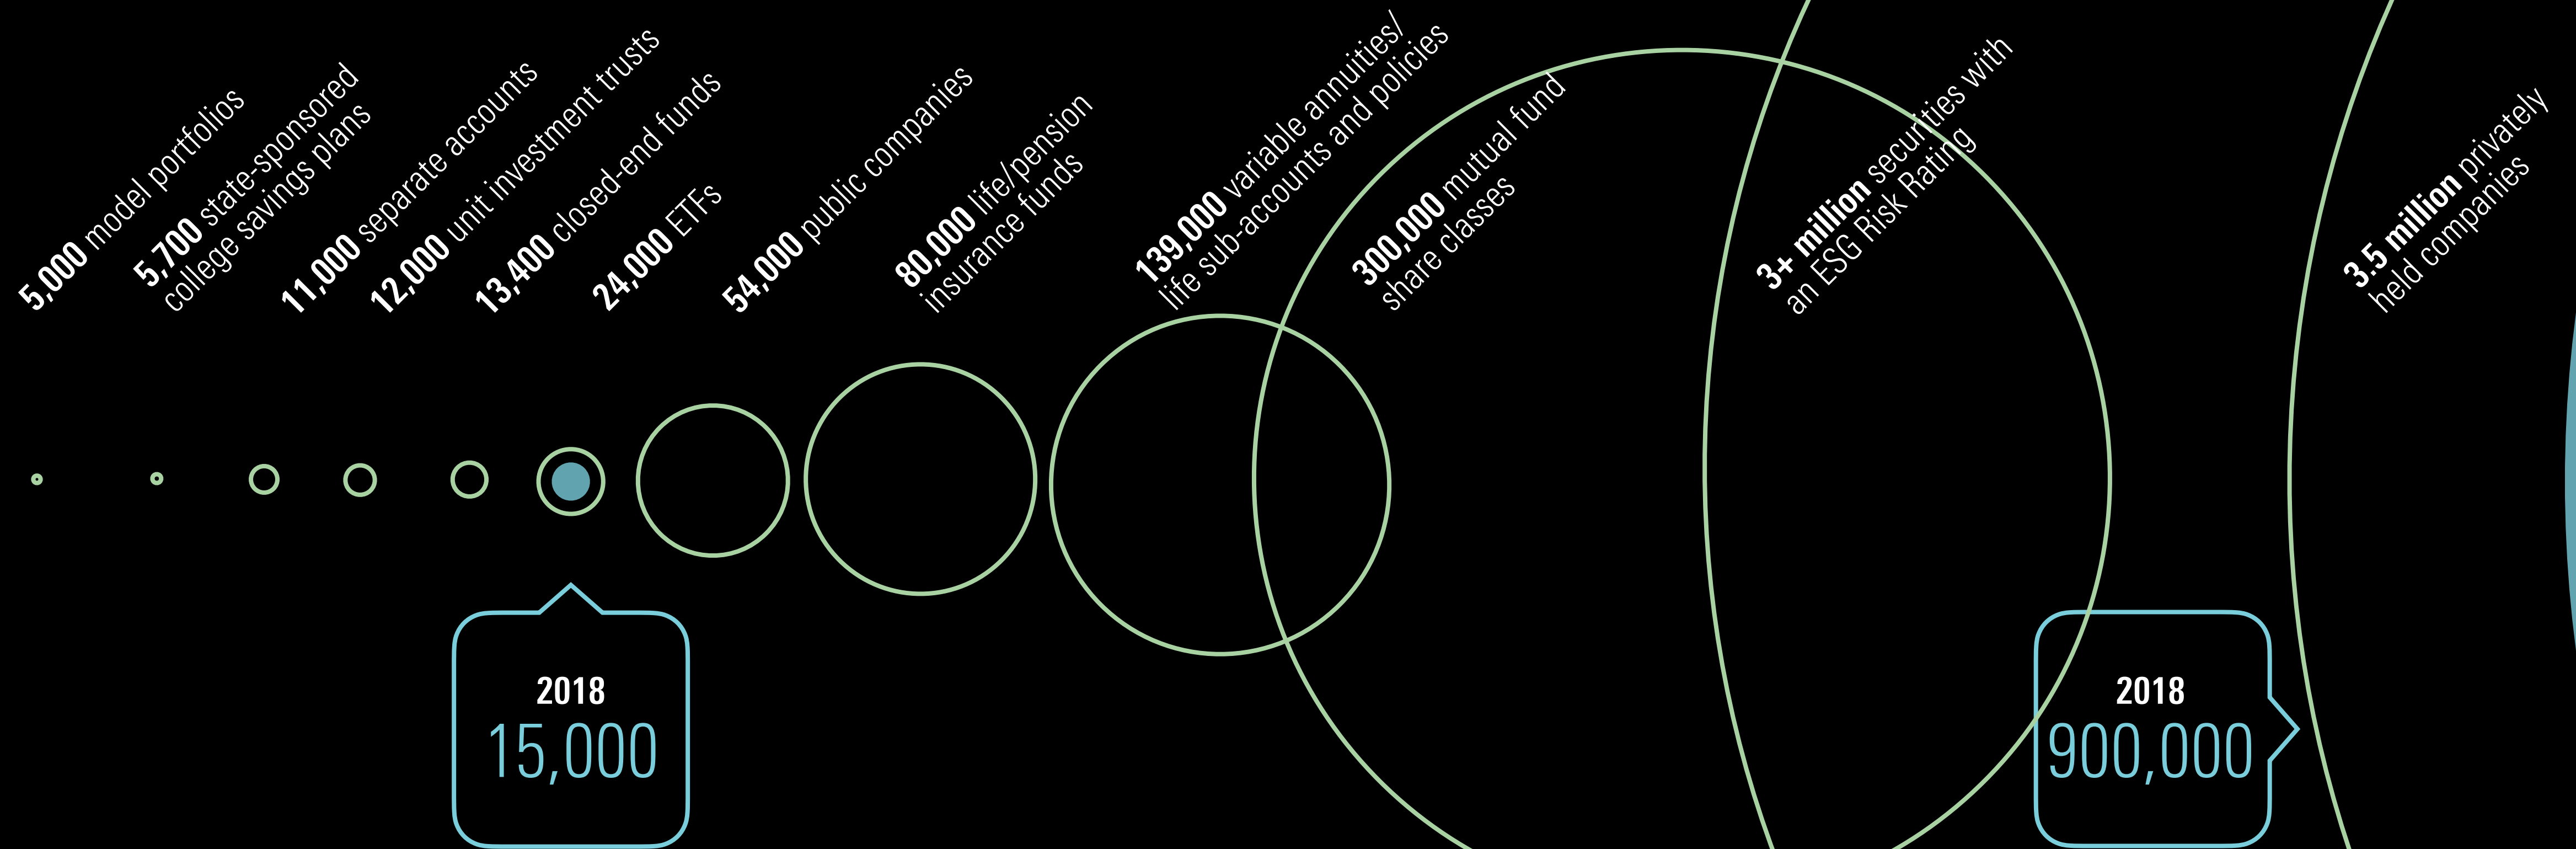 5,000 model portfolios
5,700 state-sponsored
college savings plans
11,000 separate accounts
12,000 unit investment trusts
13,400 closed-end funds
24,000 ETFs
54,000 public companies
80,000 life/pension
insurance funds
139,000 variable annuities/
life sub-accounts and policies
300,000 mutual fund
share classes
3+ million securities with
an ESG Risk Rating
3.5 million privately
held companies
2018
15,000
2018
900,000